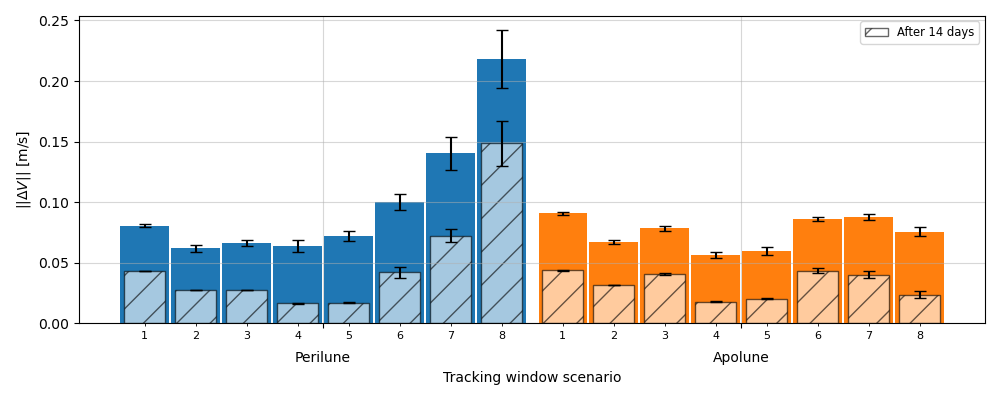 After 14 days
0.25
0.20
0.15
0.10
0.05
0.00
||ΔV|| [m/s]
1 2 3 4 5 6 7 8 1 2 3 4 5 6 7 8
Perilune Apolune
Tracking window scenario